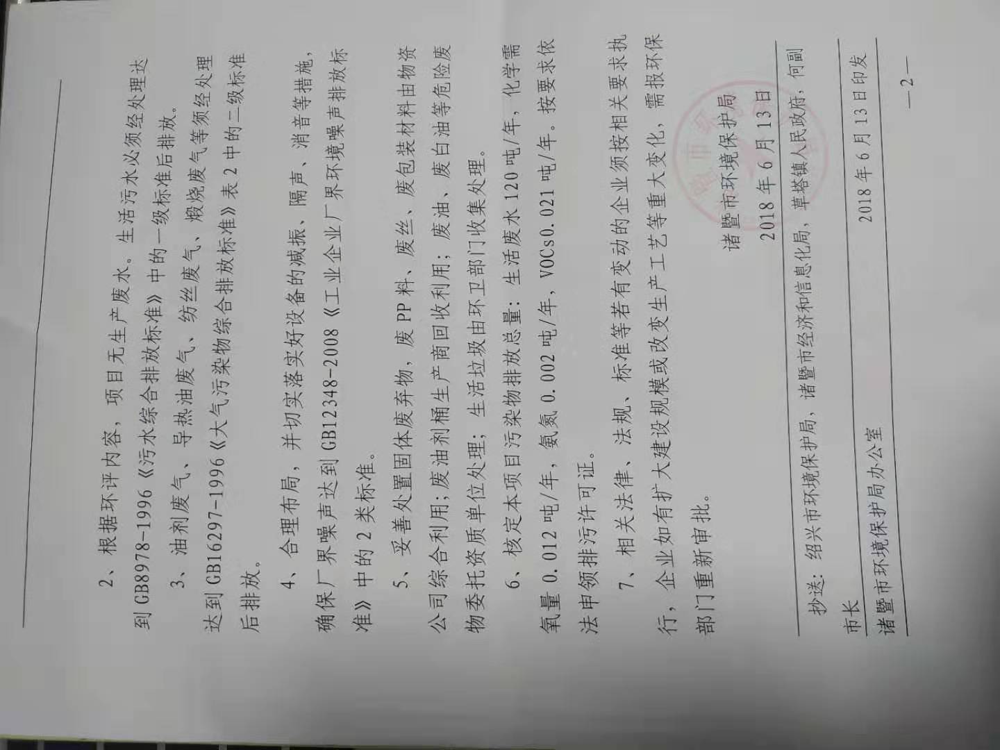 2、根据环评内容，项目无生产废水。生活污水必须经处理达
到GB8978-1996《污水综合排放标准》中的一级标准后排放。
3、油剂废气、导热油废气、纺丝废气、煅烧废气等须经处理
达到GB16297-1996《大气污染物综合排放标准》表2中的二级标准
后排放。
4、合理布局，并切实落实好设备的减振、隔声、消音等措施，
确保厂界噪声达到GB12348-2008《工业企业厂界环境噪声排放标
准》中的2类标准。
5、妥善处置固体废弃物，废PP料、废丝、废包装材料由物资
公司综合利用；废油剂桶生产商回收利用；废油、废白油等危险废
物委托资质单位处理；生活垃圾由环卫部门收集处理。
6、核定本项目污染物排放总量：生活废水120吨/年，化学需
氧量0.012吨/年，氨氮0.002吨/年，VOCs0.021吨/年。按要求依
法申领排污许可证。
7、相关法律、法规、标准等若有变动的企业须按相关要求执
行，企业如有扩大建设规模或改变生产工艺等重大变化，需报环保
部门重新审批。
诸暨市环境保护局
2018年6月13日
抄送：绍兴市环境保护局，诸暨市经济和信息化局，草塔镇人民政府，何副
市长
诸暨市环境保护局办公室 2018年6月13日印发
—2—